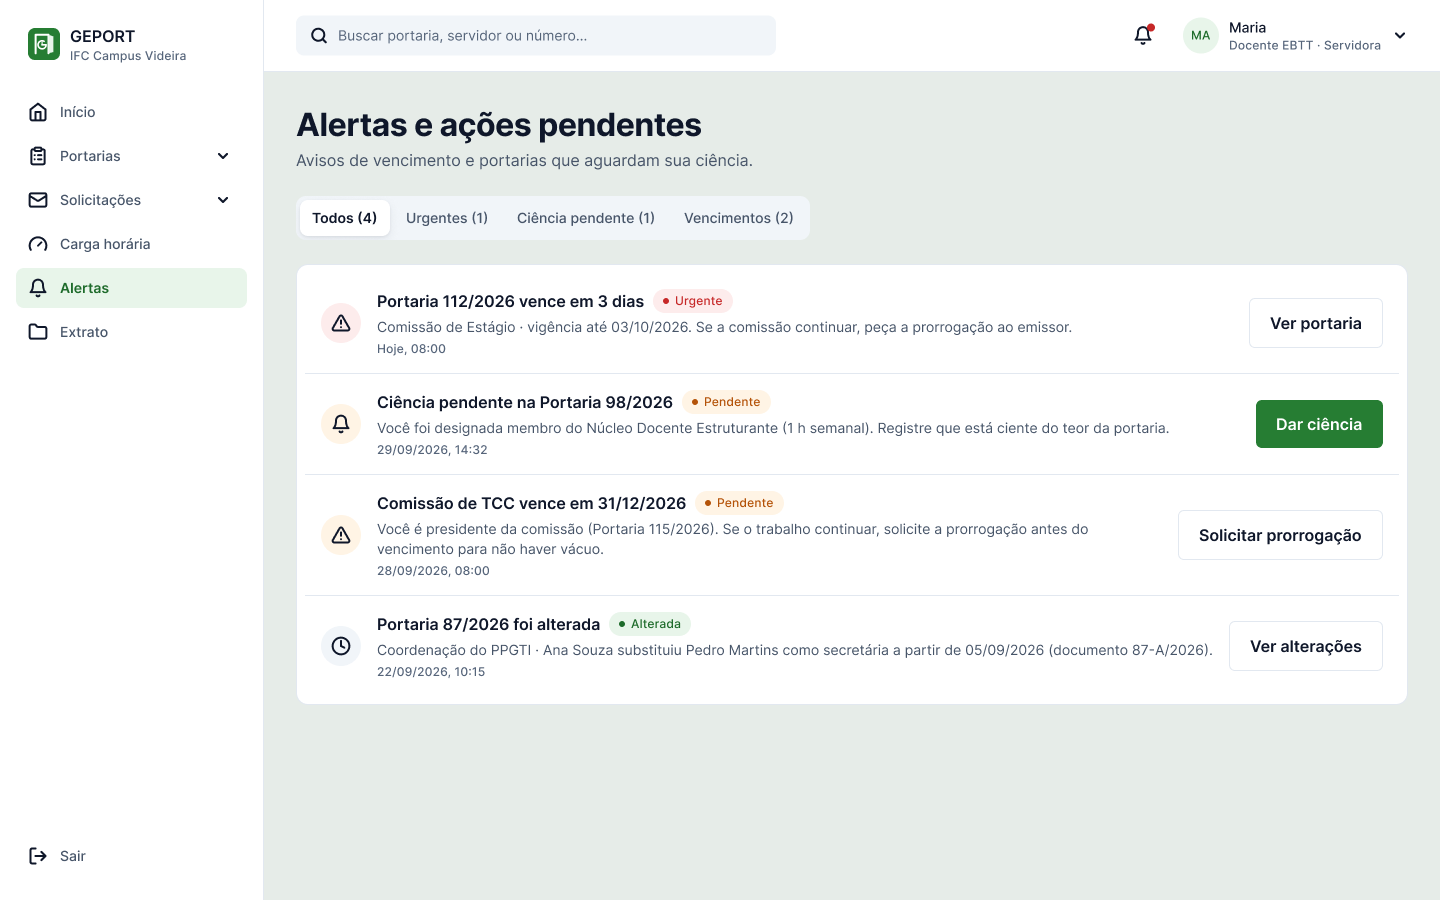 GEPORT
IFC Campus Videira
Início
Portarias
Solicitações
Carga horária
Alertas
Extrato
Sair
Buscar portaria, servidor ou número...
MA
Maria
Docente EBTT · Servidora
Alertas e ações pendentes
Avisos de vencimento e portarias que aguardam sua ciência.
Todos (4)
Urgentes (1)
Ciência pendente (1)
Vencimentos (2)
Portaria 112/2026 vence em 3 dias
Urgente
Comissão de Estágio · vigência até 03/10/2026. Se a comissão continuar, peça a prorrogação ao emissor.
Hoje, 08:00
Ver portaria
Ciência pendente na Portaria 98/2026
Pendente
Você foi designada membro do Núcleo Docente Estruturante (1 h semanal). Registre que está ciente do teor da portaria.
29/09/2026, 14:32
Dar ciência
Comissão de TCC vence em 31/12/2026
Pendente
Você é presidente da comissão (Portaria 115/2026). Se o trabalho continuar, solicite a prorrogação antes do
vencimento para não haver vácuo.
28/09/2026, 08:00
Solicitar prorrogação
Portaria 87/2026 foi alterada
Alterada
Coordenação do PPGTI · Ana Souza substituiu Pedro Martins como secretária a partir de 05/09/2026 (documento 87-A/2026).
22/09/2026, 10:15
Ver alterações